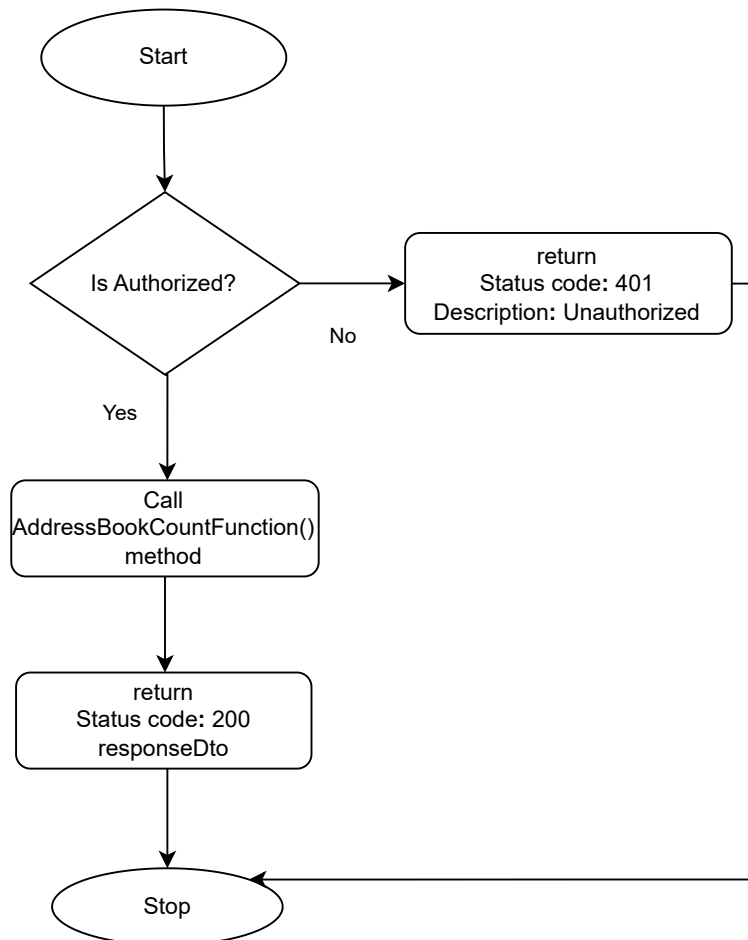 Start
Is Authorized?
return
Status code: 401
Description: Unauthorized
No
Yes
Call
AddressBookCountFunction()
method
return
Status code: 200
responseDto
Stop